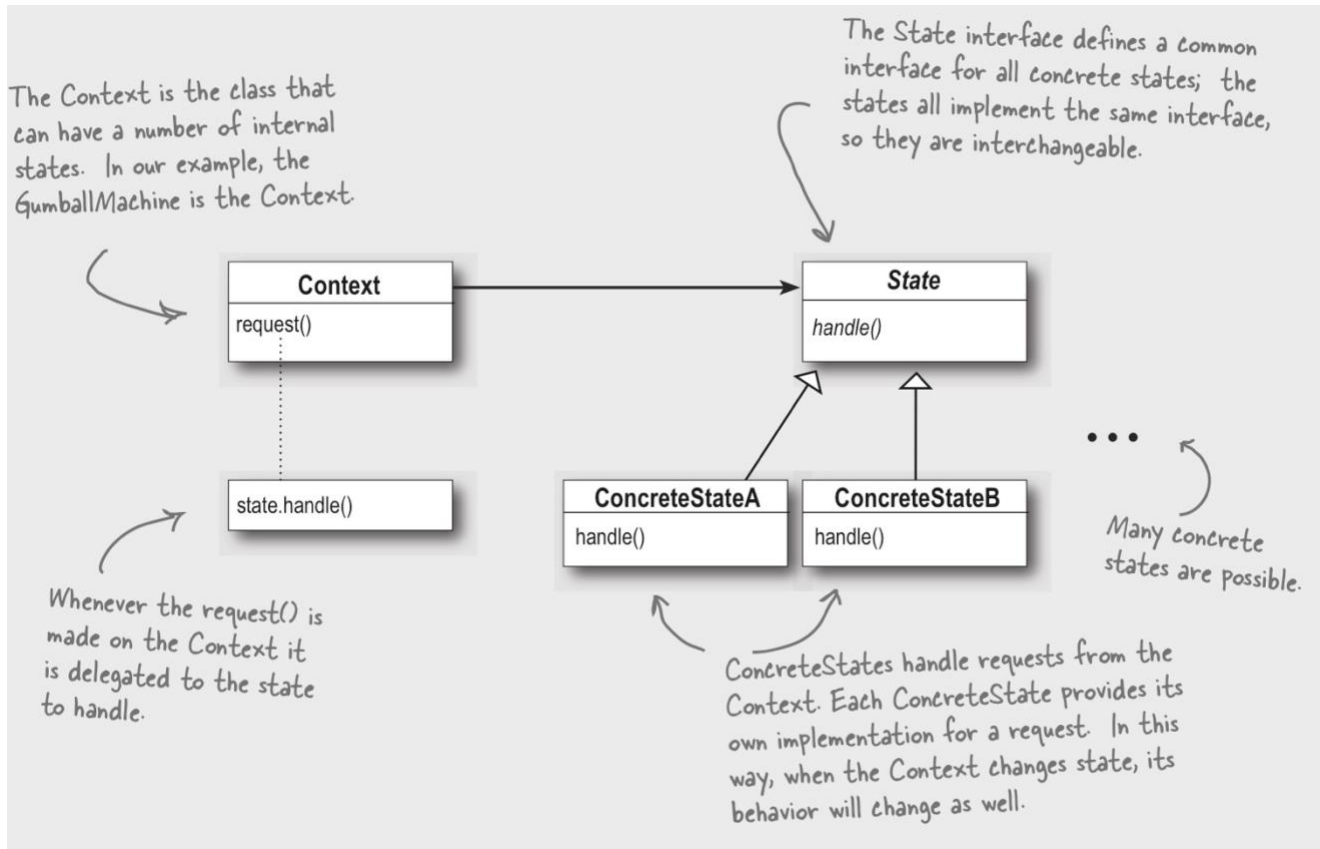 The Context is the class that
can have a number of internal
states. In our example, the
GumballMachine is the Context.
The State interface defines a common
interface for all concrete states; the
states all implement the same interface,
so they are interchangeable.
Context
request()
State
handle()
state.handle()
ConcreteStateA
handle()
ConcreteStateB
handle()
• • •
Many concrete
states are possible.
Whenever the request() is
made on the Context it
is delegated to the state
to handle.
ConcreteStates handle requests from the
Context. Each ConcreteState provides its
own implementation for a request. In this
way, when the Context changes state, its
behavior will change as well.